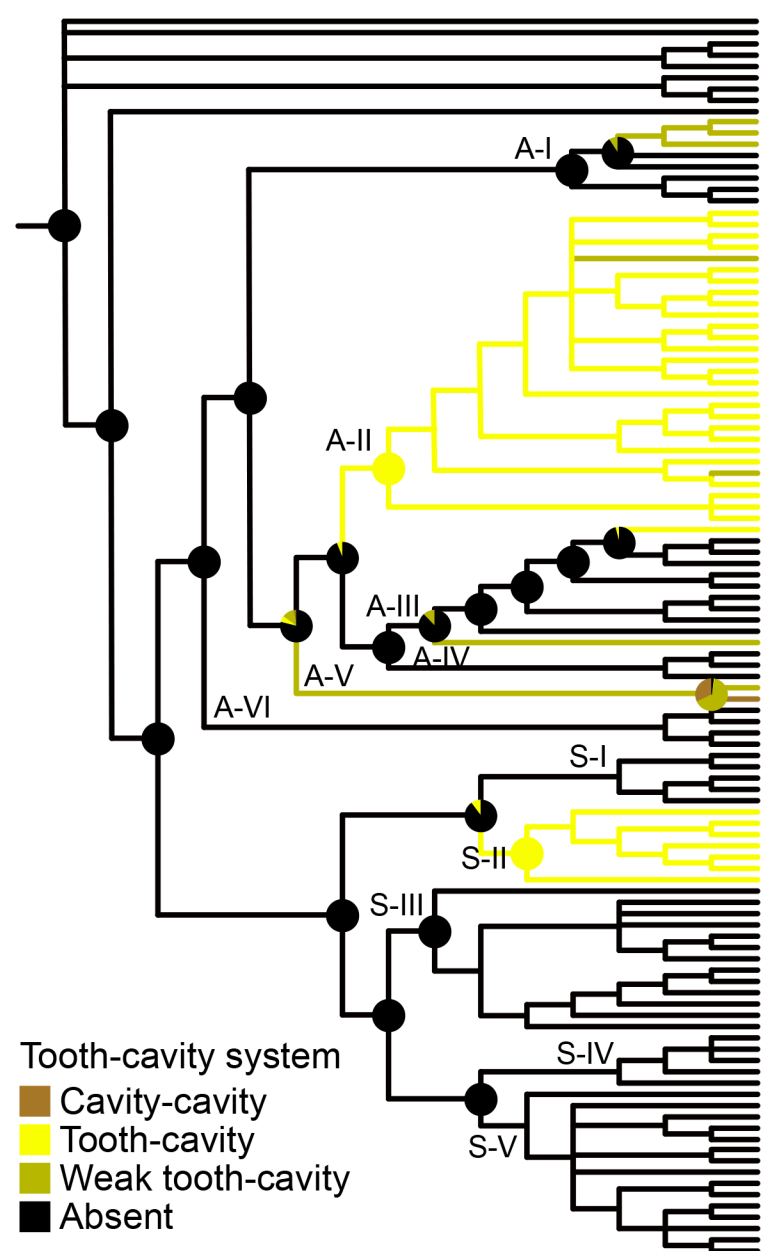 A-I
A-II
A-III
A-IV
A-V
A-VI
S-I
S-II
S-III
S-IV
S-V
Tooth-cavity system
Cavity-cavity
Tooth-cavity
Weak tooth-cavity
Absent